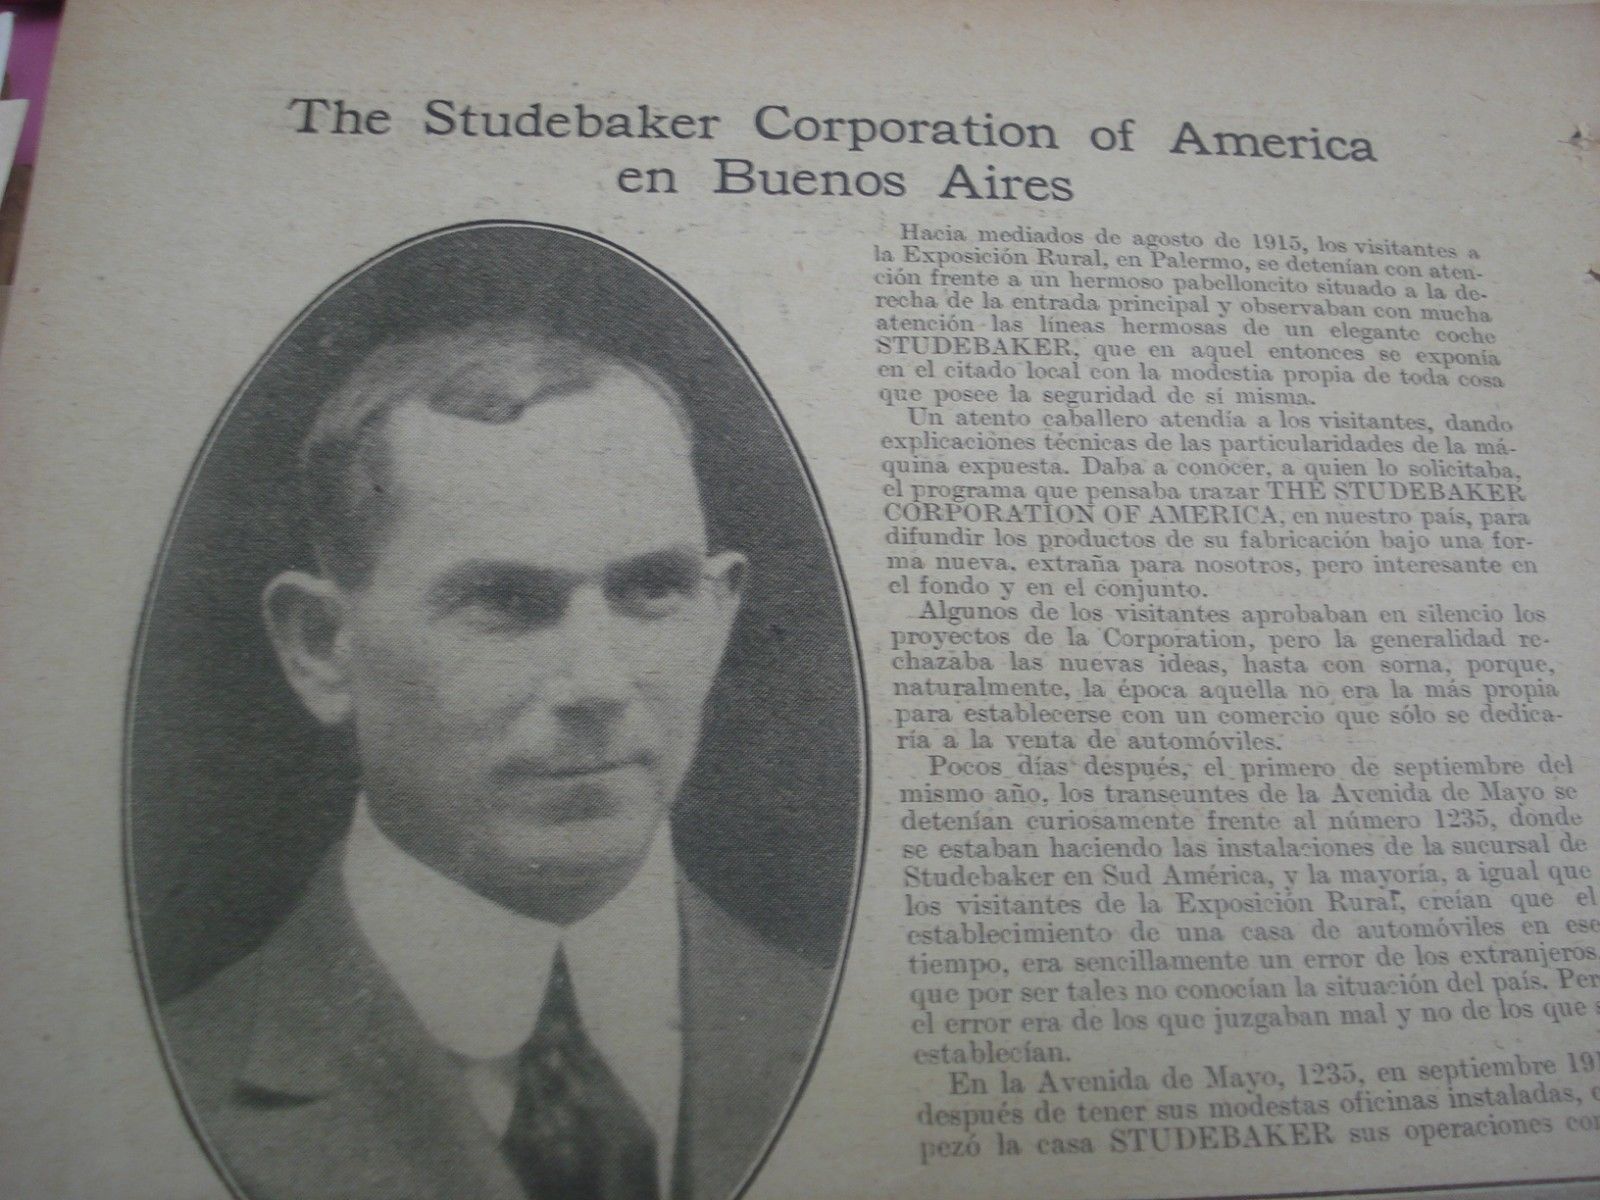 The Studebaker Corporation of America
en Buenos Aires
Hacia mediados de agosto de 1915, los visitantes a
la Exposición Rural, en Palermo, se detenían con aten-
ción frente a un hermoso pabelloncito situado a la de-
recha de la entrada principal y observaban con mucha
atención las líneas hermosas de un elegante coche
STUDEBAKER, que en aquel entonces se exponía
en el citado local con la modestia propia de toda cosa
que posee la seguridad de sí misma.
Un atento caballero atendía a los visitantes, dando
explicaciones técnicas de las particularidades de la má-
quina expuesta. Daba a conocer, a quien lo solicitaba,
el programa que pensaba trazar THE STUDEBAKER
CORPORATION OF AMERICA, en nuestro país, para
difundir los productos de su fabricación bajo una for-
ma nueva, extraña para nosotros, pero interesante en
el fondo y en el conjunto.
Algunos de los visitantes aprobaban en silencio los
proyectos de la Corporation, pero la generalidad re-
chazaba las nuevas ideas, hasta con sorna, porque,
naturalmente, la época aquella no era la más propia
para establecerse con un comercio que sólo se dedica-
ría a la venta de automóviles.
Pocos días después, el primero de septiembre del
mismo año, los transeuntes de la Avenida de Mayo se
detenían curiosamente frente al número 1235, donde
se estaban haciendo las instalaciones de la sucursal de
Studebaker en Sud América, y la mayoría, a igual que
los visitantes de la Exposición Rural, creían que el
establecimiento de una casa de automóviles en ese
tiempo, era sencillamente un error de los extranjeros,
que por ser tales no conocían la situación del país. Per
el error era de los que juzgaban mal y no de los que s
establecían.
En la Avenida de Mayo, 1235, en septiembre 191
después de tener sus modestas oficinas instaladas,
pezó la casa STUDEBAKER sus operaciones con